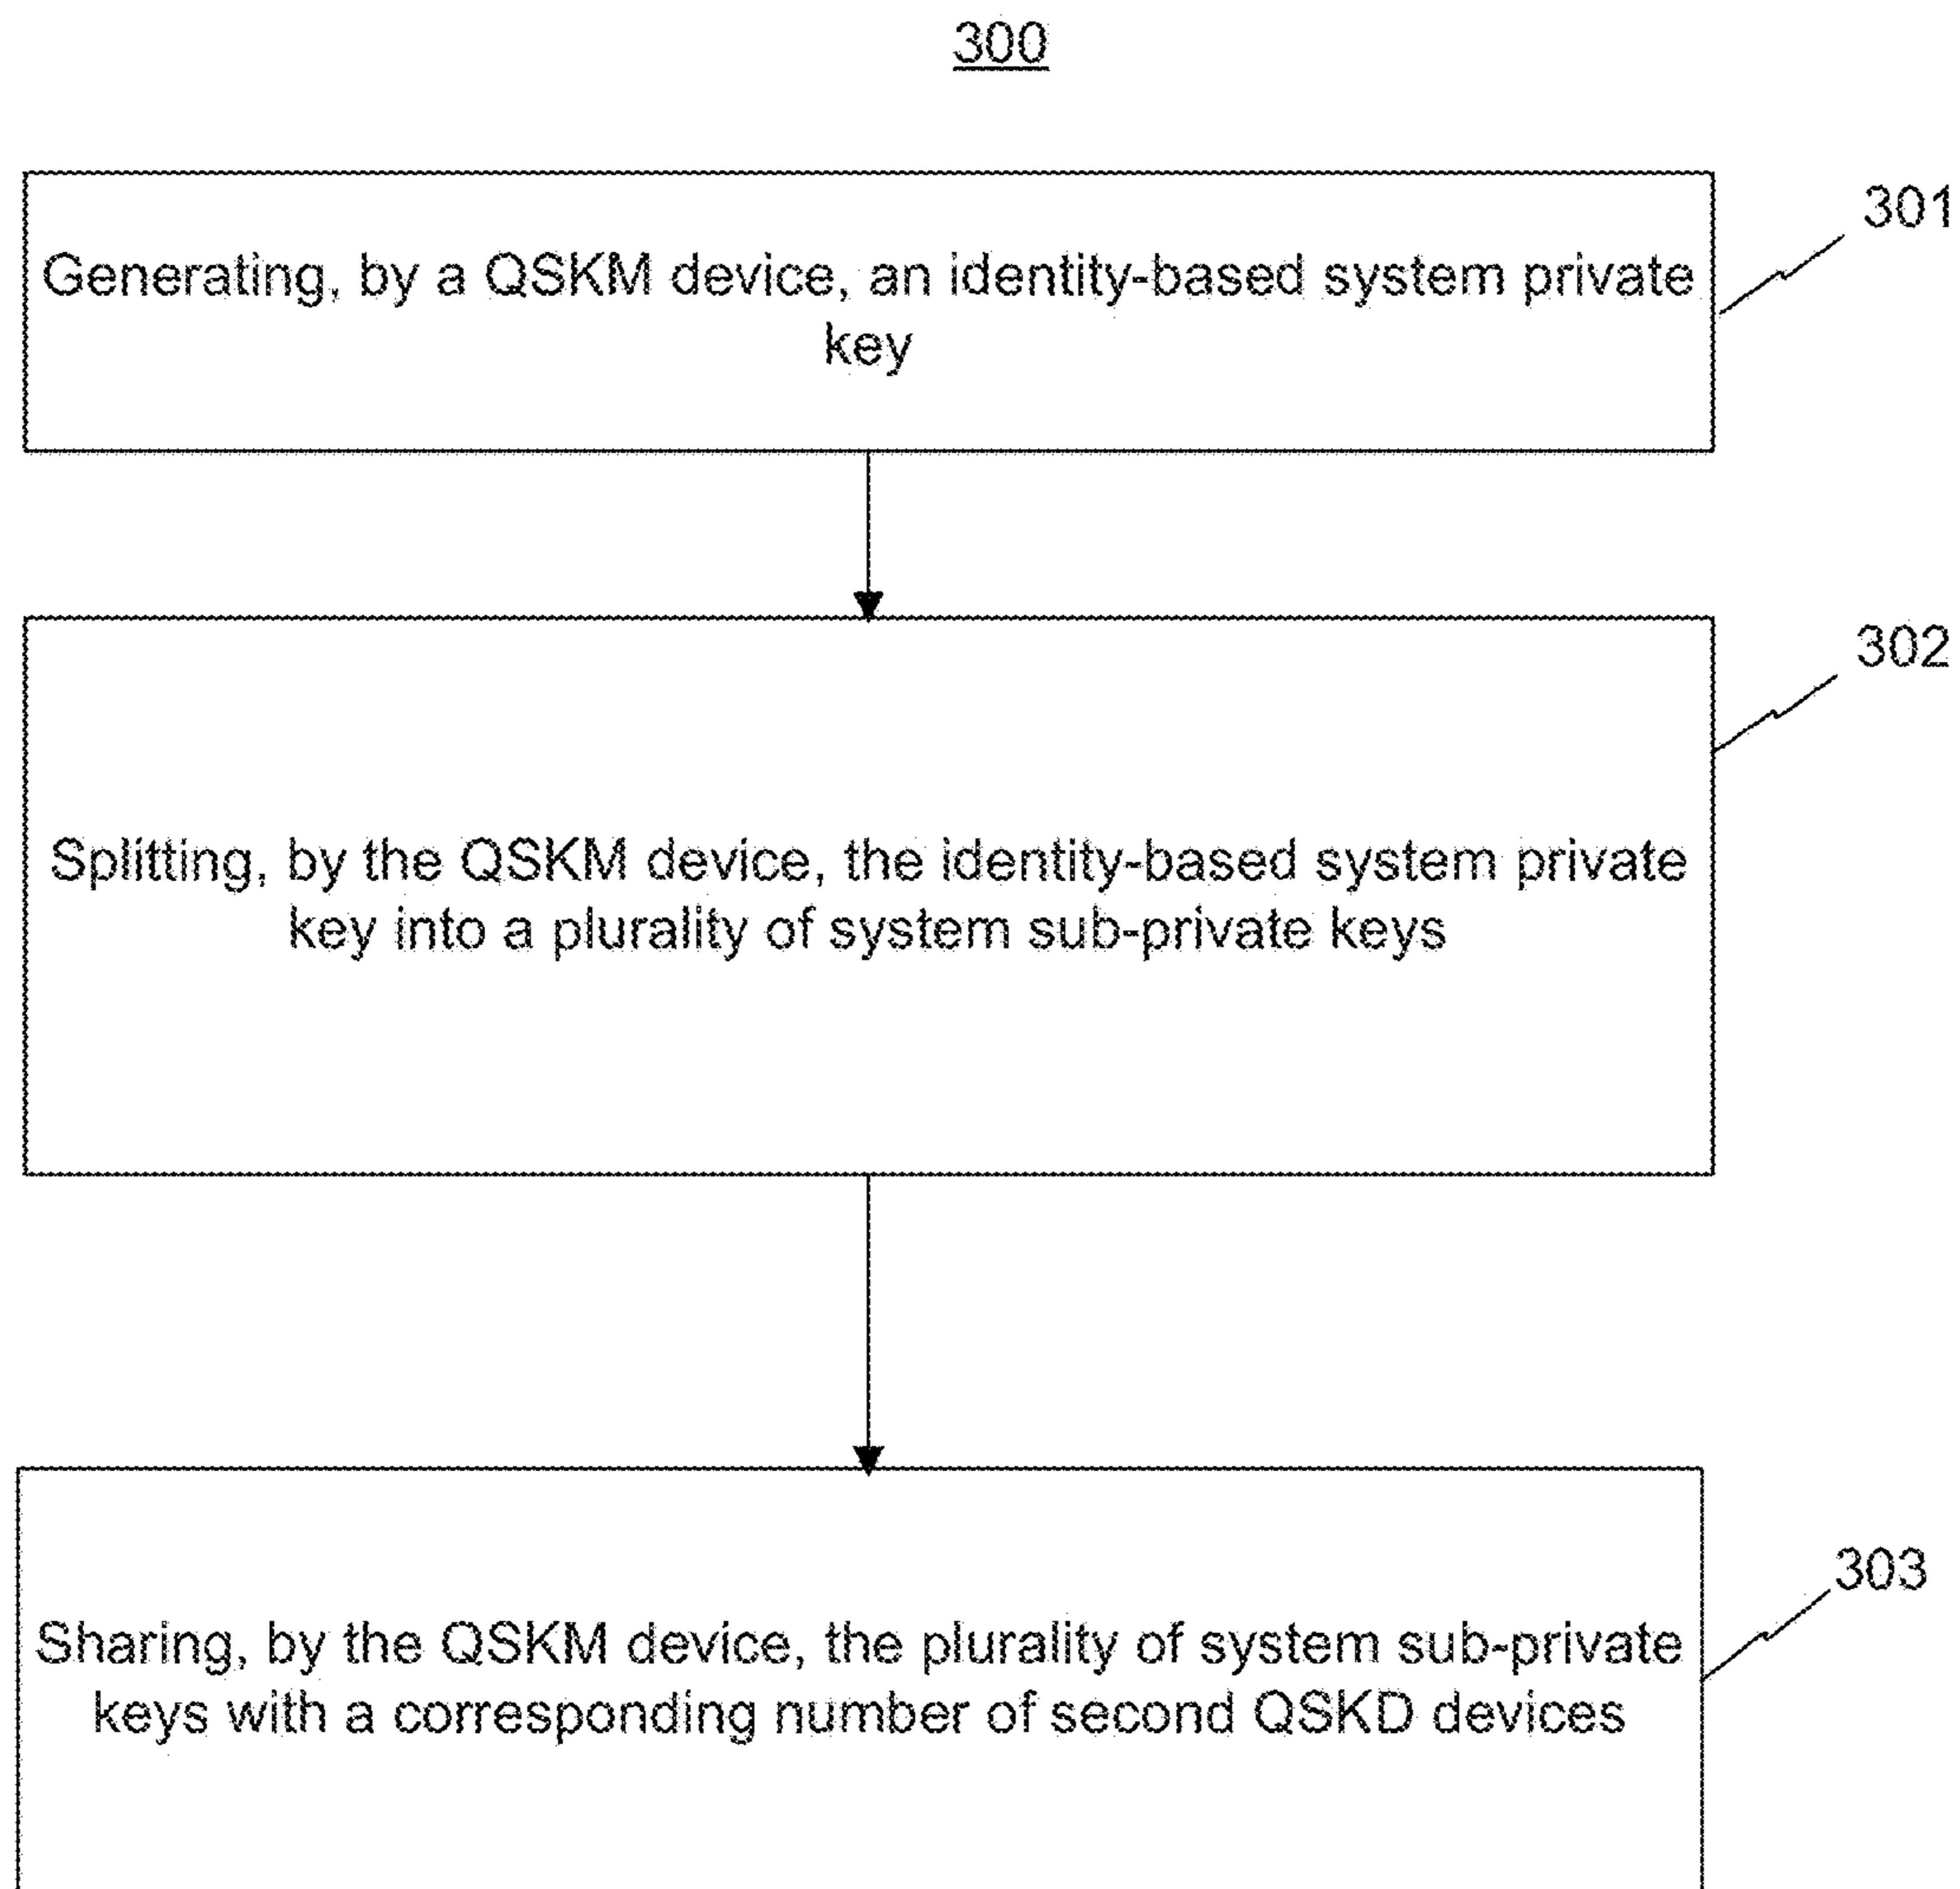 300
301
Generating, by a QSKM device, an identity-based system private
key
302
Splitting, by the QSKM device, the identity-based system private
key into a plurality of system sub-private keys
303
Sharing, by the QSKM device, the plurality of system sub-private
keys with a corresponding number of second QSKD devices